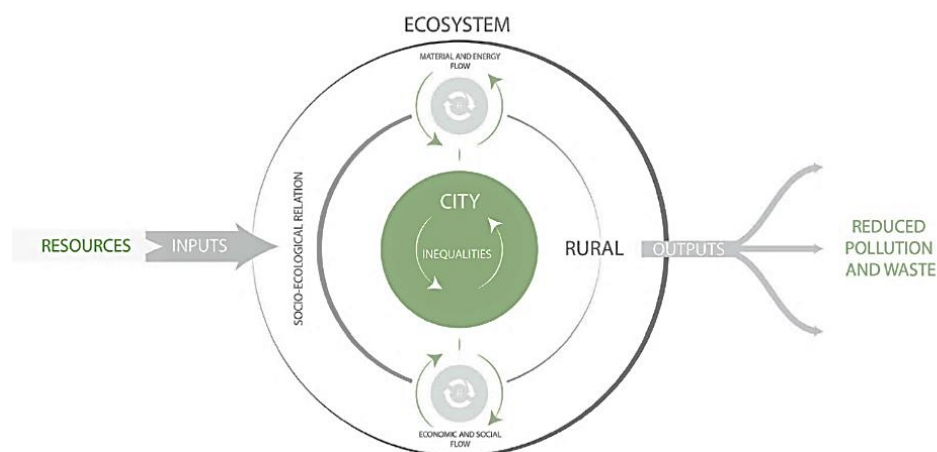 ECOSYSTEM
MATERIAL AND ENERGY
FLOW
R
CITY
INEQUALITIES
SOCIO-ECOLOGICAL RELATION
RESOURCES
INPUTS
RURAL
OUTPUTS
REDUCED
POLLUTION
AND WASTE
R
ECONOMIC AND SOCIAL
FLOW